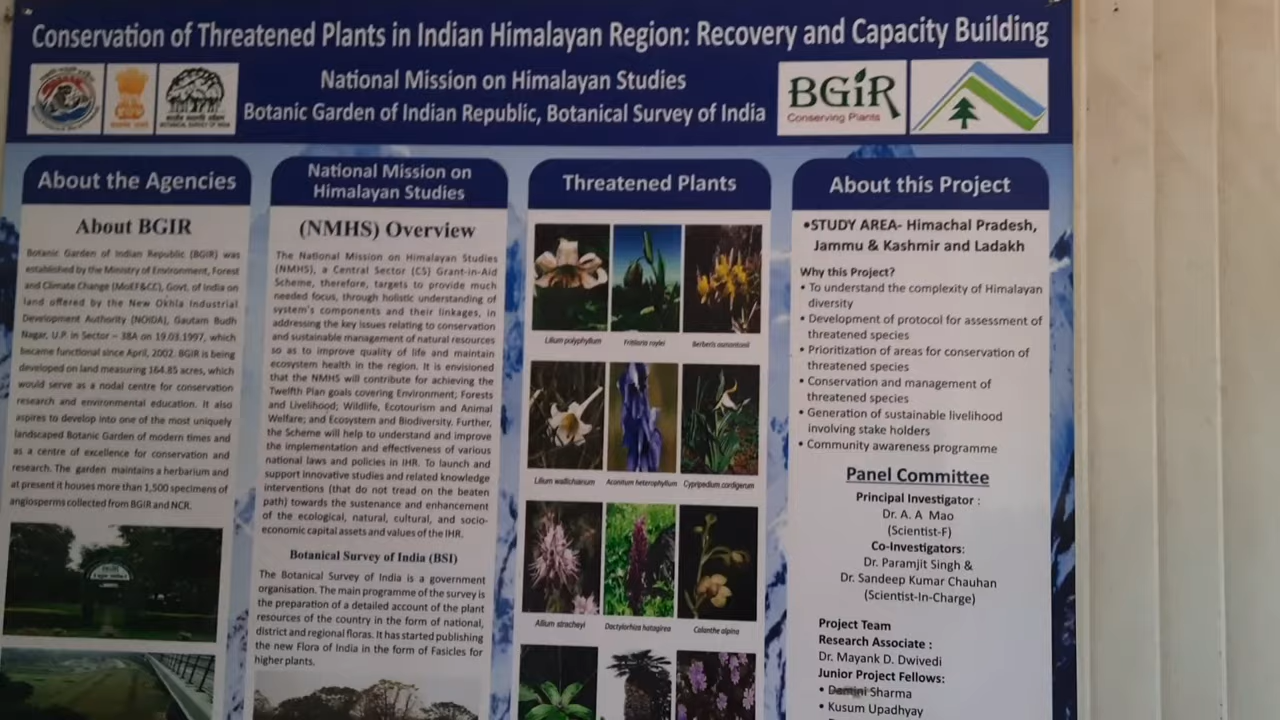 Conservation of Threatened Plants in Indian Himalayan Region: Recovery and Capacity Building
National Mission on Himalayan Studies
Botanic Garden of Indian Republic, Botanical Survey of India
BOTANICAL SURVEY OF INDIA
BGIR
Conserving Plants
About the Agencies
About BGIR
Botanic Garden of Indian Republic (BGIR) was
established by the Ministry of Environment, Forest
and Climate Change (MoEF&CC), Govt. of India on
land offered by the New Okhla Industrial
Development Authority (NOIDA), Gautam Budh
Nagar, U.P. in Sector – 38A on 19.03.1997, which
became functional since April, 2002. BGIR is being
developed on land measuring 164.85 acres, which
would serve as a nodal centre for conservation
research and environmental education. It also
aspires to develop into one of the most uniquely
landscaped Botanic Garden of modern times and
as a centre of excellence for conservation and
research. The garden maintains a herbarium and
at present it houses more than 1,500 specimens of
angiosperms collected from BGIR and NCR.
National Mission on
Himalayan Studies
(NMHS) Overview
The National Mission on Himalayan Studies
(NMHS), a Central Sector (CS) Grant-in-Aid
Scheme, therefore, targets to provide much
needed focus, through holistic understanding of
system's components and their linkages, in
addressing the key issues relating to conservation
and sustainable management of natural resources
so as to improve quality of life and maintain
ecosystem health in the region. It is envisioned
that the NMHS will contribute for achieving the
Twelfth Plan goals covering Environment; Forests
and Livelihood; Wildlife, Ecotourism and Animal
Welfare; and Ecosystem and Biodiversity. Further,
the Scheme will help to understand and improve
the implementation and effectiveness of various
national laws and policies in IHR. To launch and
support innovative studies and related knowledge
interventions (that do not tread on the beaten
path) towards the sustenance and enhancement
of the ecological, natural, cultural, and socio-
economic capital assets and values of the IHR.
Botanical Survey of India (BSI)
The Botanical Survey of India is a government
organisation. The main programme of the survey is
the preparation of a detailed account of the plant
resources of the country in the form of national,
district and regional floras. It has started publishing
the new Flora of India in the form of Fasicles for
higher plants.
Threatened Plants
Lilium polyphyllum
Fritilaria roylei
Berberis
Lilium wallichainum
Aconitum heterophyllum
Cypripedium cordigerum
Allium stracheyi
Dactylorhiza hatagirea
Calanthe alpina
About this Project
•STUDY AREA- Himachal Pradesh,
Jammu & Kashmir and Ladakh
Why this Project?
• To understand the complexity of Himalayan
diversity
• Development of protocol for assessment of
threatened species
• Prioritization of areas for conservation of
threatened species
• Conservation and management of
threatened species
• Generation of sustainable livelihood
involving stake holders
• Community awareness programme
Panel Committee
Principal Investigator :
Dr. A. A Mao
(Scientist-F)
Co-Investigators:
Dr. Paramjit Singh &
Dr. Sandeep Kumar Chauhan
(Scientist-In-Charge)
Project Team
Research Associate :
Dr. Mayank D. Dwivedi
Junior Project Fellows:
• Damini Sharma
• Kusum Upadhyay